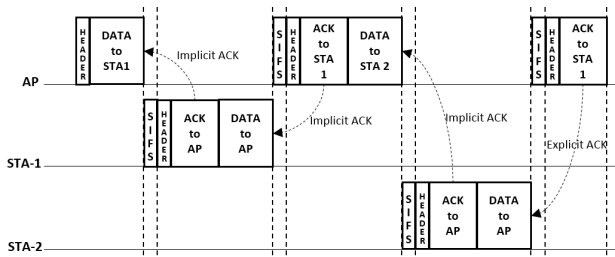 HEADER
DATA
to
STA1
Implicit ACK
SIFS
HEADER
ACK
to
STA
1
DATA
to
STA 2
SIFS
HEADER
ACK
to
STA
1
AP
SIFS
HEADER
ACK
to
AP
DATA
to
AP
Implicit ACK
Implicit ACK
Explicit ACK
STA-1
SIFS
HEADER
ACK
to
AP
DATA
to
AP
STA-2